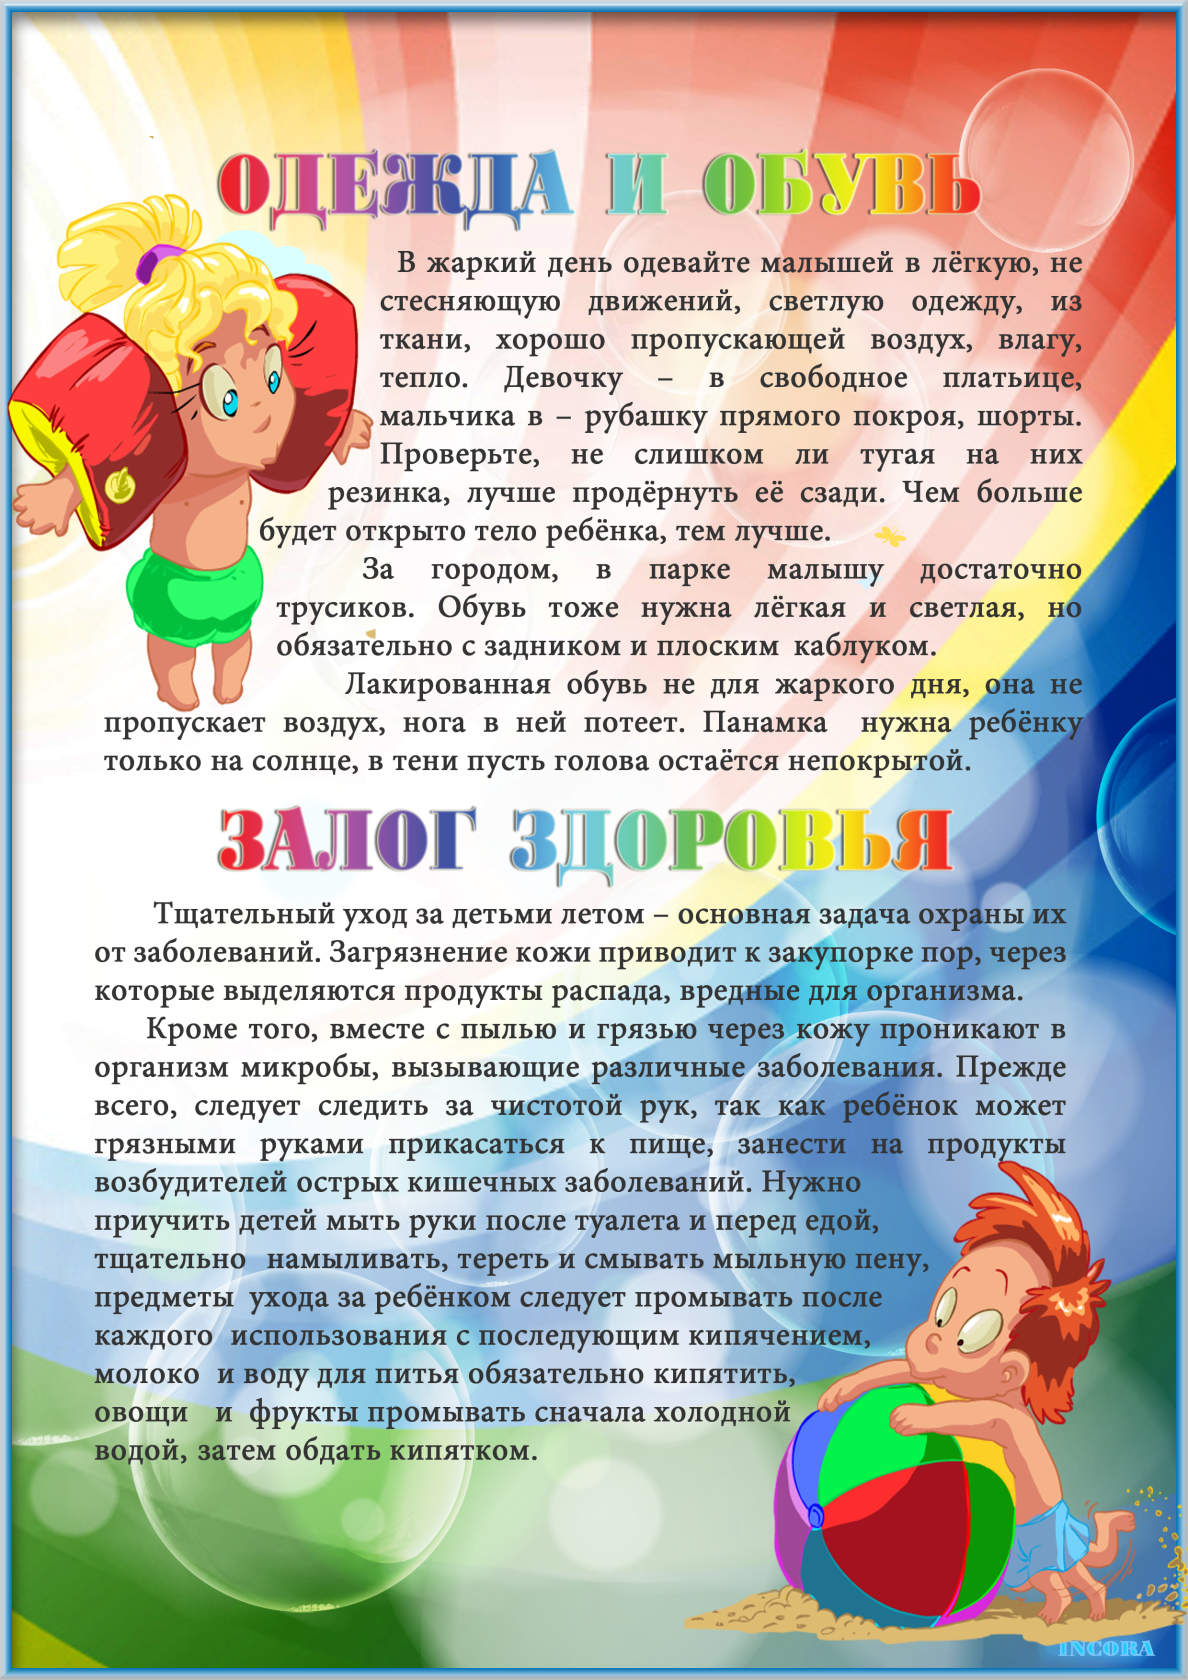 ОДЕЖДА И ОБУВЬ
В жаркий день одевайте малышей в лёгкую, не
стесняющую движений, светлую одежду, из
ткани, хорошо пропускающей воздух, влагу,
тепло. Девочку – в свободное платьице,
мальчика в – рубашку прямого покроя, шорты.
Проверьте, не слишком ли тугая на них
резинка, лучше продёрнуть её сзади. Чем больше
будет открыто тело ребёнка, тем лучше.
За городом, в парке малышу достаточно
трусиков. Обувь тоже нужна лёгкая и светлая, но
обязательно с задником и плоским каблуком.
Лакированная обувь не для жаркого дня, она не
пропускает воздух, нога в ней потеет. Панамка нужна ребёнку
только на солнце, в тени пусть голова остаётся непокрытой.
ЗАЛОГ ЗДОРОВЬЯ
Тщательный уход за детьми летом – основная задача охраны их
от заболеваний. Загрязнение кожи приводит к закупорке пор, через
которые выделяются продукты распада, вредные для организма.
Кроме того, вместе с пылью и грязью через кожу проникают в
организм микробы, вызывающие различные заболевания. Прежде
всего, следует следить за чистотой рук, так как ребёнок может
грязными руками прикасаться к пище, занести на продукты
возбудителей острых кишечных заболеваний. Нужно
приучить детей мыть руки после туалета и перед едой,
тщательно намыливать, тереть и смывать мыльную пену,
предметы ухода за ребёнком следует промывать после
каждого использования с последующим кипячением,
молоко и воду для питья обязательно кипятить,
овощи и фрукты промывать сначала холодной
водой, затем обдать кипятком.
INCORA